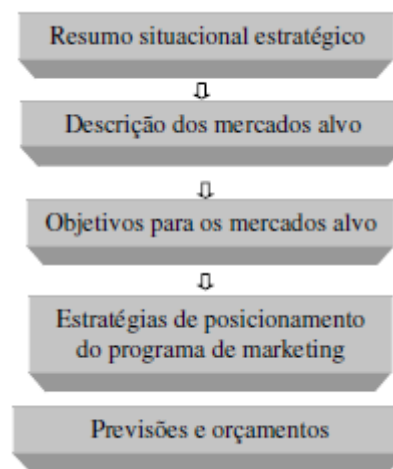 Resumo situacional estratégico
Descrição dos mercados alvo
Objetivos para os mercados alvo
Estratégias de posicionamento
do programa de marketing
Previsões e orçamentos